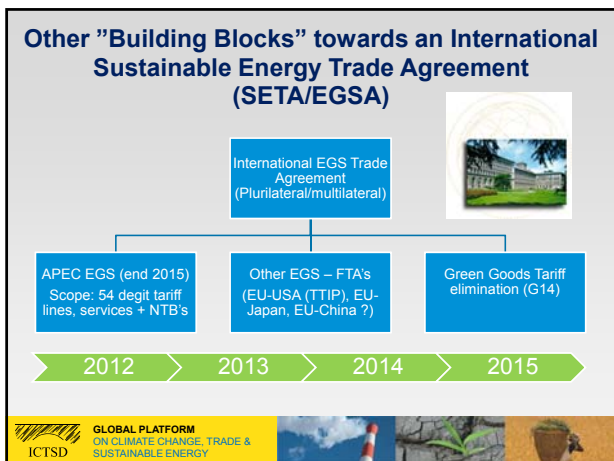 Other ”Building Blocks” towards an International
Sustainable Energy Trade Agreement
(SETA/EGSA)
International EGS Trade
Agreement
(Plurilateral/multilateral)
APEC EGS (end 2015)
Scope: 54 degit tariff
lines, services + NTB's
Other EGS – FTA's
(EU-USA (TTIP), EU-
Japan, EU-China ?)
Green Goods Tariff
elimination (G14)
2012
2013
2014
2015
ICTSD
GLOBAL PLATFORM
ON CLIMATE CHANGE, TRADE &
SUSTAINABLE ENERGY